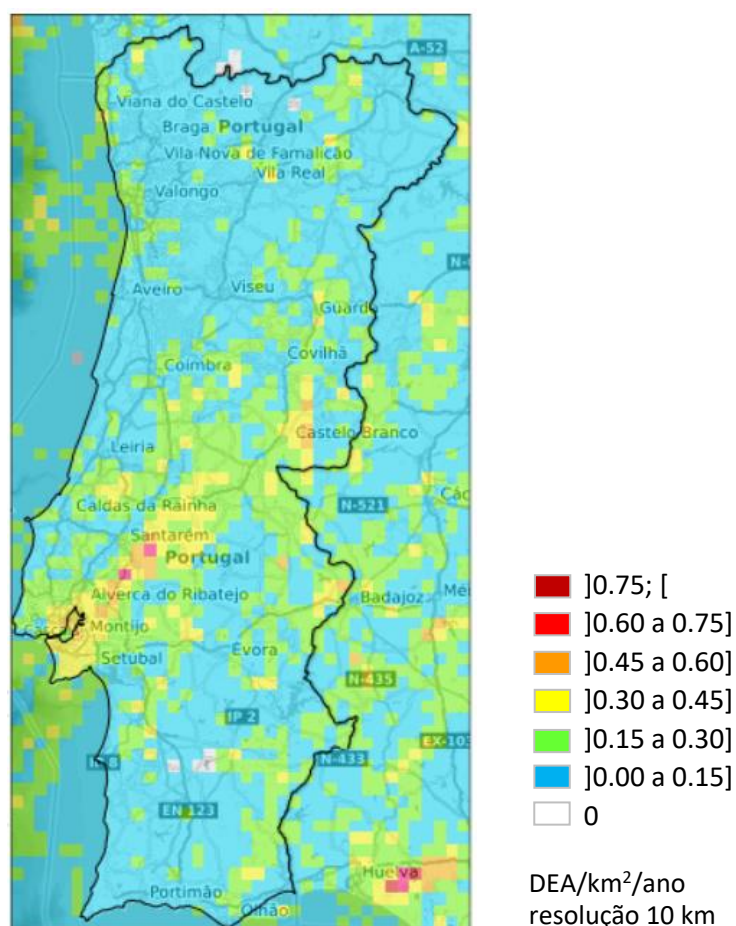 A-52
Viana do Castelo
Braga Portugal
Vila Nova de Famalicão
Vila Real
Valongo
Aveiro
Viseu
Guarda
Covilhã
Coimbra
Castelo Branco
Leiria
N-521
Caldas da Rainha
Santarém
Portugal
Alverca do Ribatejo
Badajoz
Montijo
Setubal
Évora
N-435
IP 2
N-433
EN 123
Huelva
Portimão
Olhão
]0.75; [
]0.60 a 0.75]
]0.45 a 0.60]
]0.30 a 0.45]
]0.15 a 0.30]
]0.00 a 0.15]
0
DEA/km²/ano
resolução 10 km